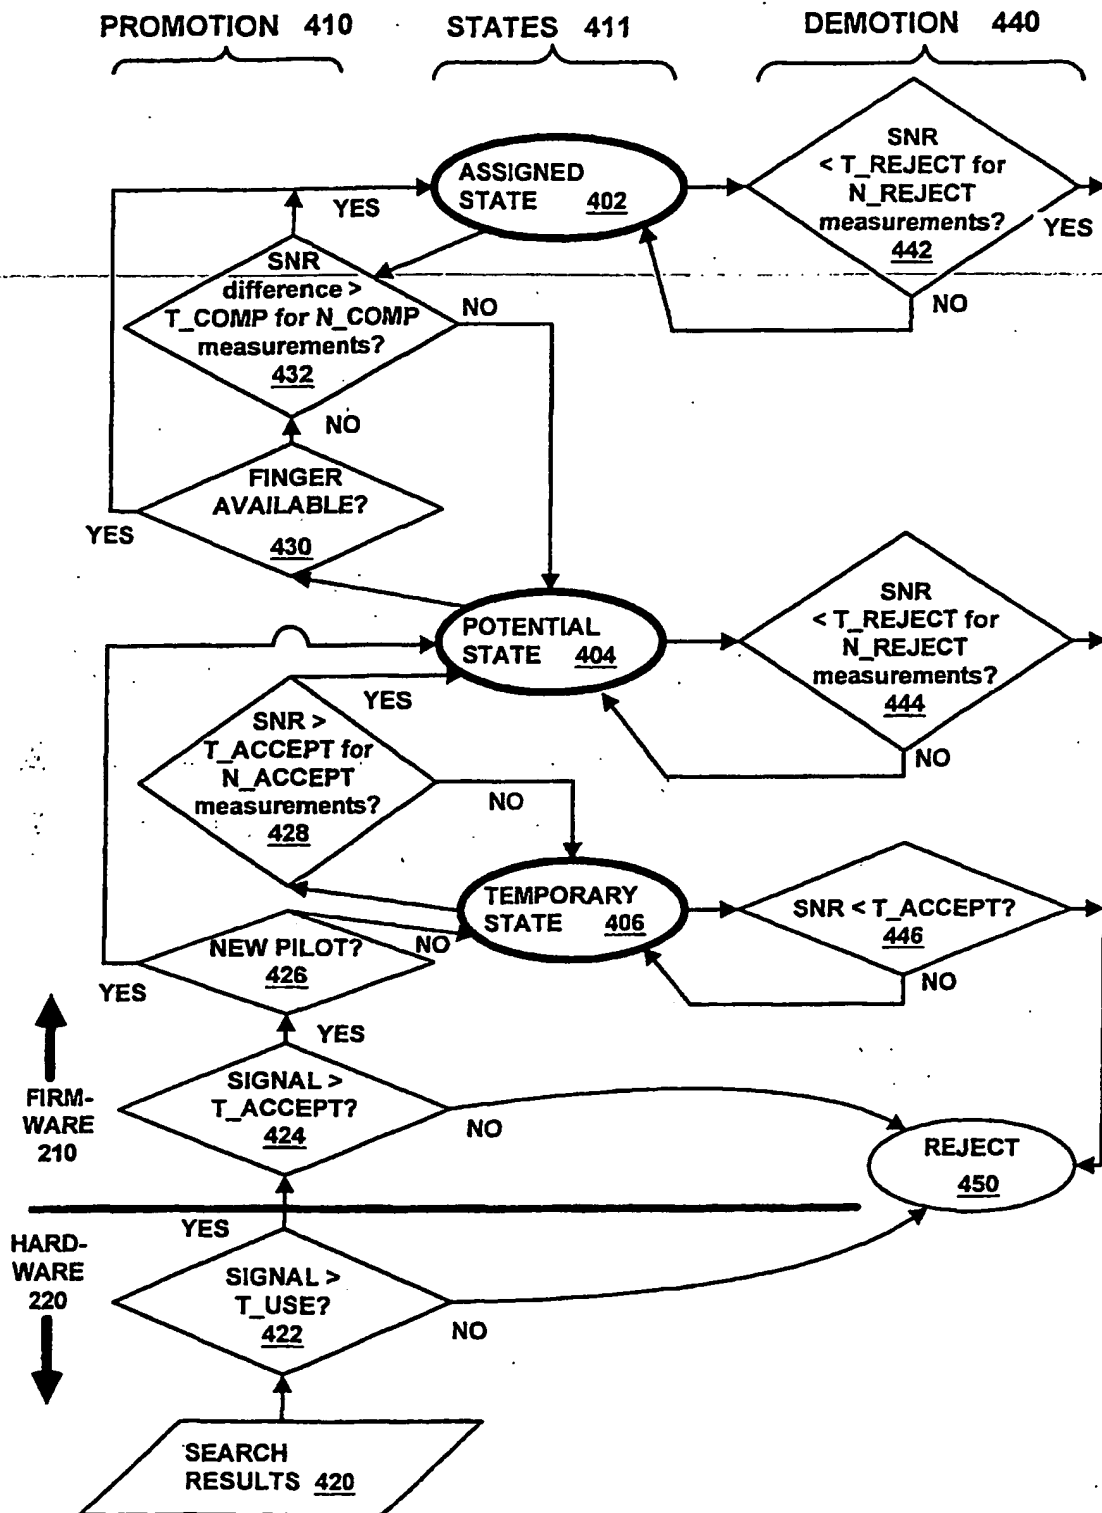 PROMOTION 410
STATES 411
DEMOTION 440
ASSIGNED
STATE 402
SNR
< T_REJECT for
N_REJECT
measurements?
442
YES
NO
YES
SNR
difference >
T_COMP for N_COMP
measurements?
432
NO
NO
FINGER
AVAILABLE?
430
YES
POTENTIAL
STATE 404
SNR
< T_REJECT for
N_REJECT
measurements?
444
NO
YES
SNR >
T_ACCEPT for
N_ACCEPT
measurements?
428
NO
TEMPORARY
STATE 406
SNR < T_ACCEPT?
446
NO
NEW PILOT?
426
NO
YES
YES
FIRM-
WARE
210
SIGNAL >
T_ACCEPT?
424
NO
REJECT
450
YES
HARD-
WARE
220
SIGNAL >
T_USE?
422
NO
SEARCH
RESULTS 420